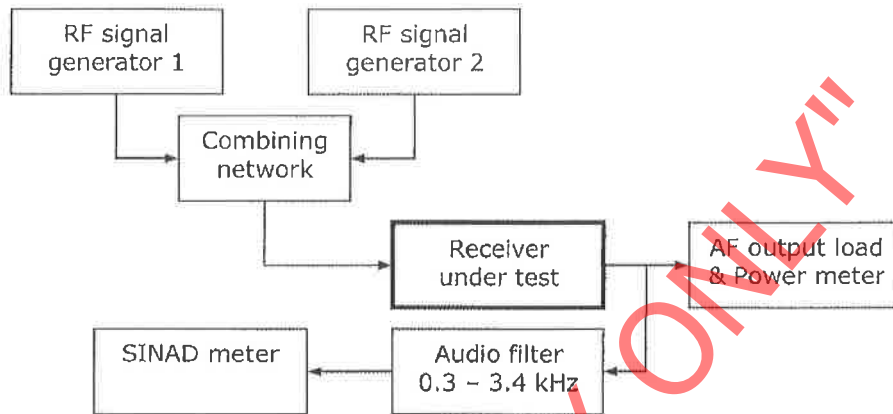 RF signal
generator 1
RF signal
generator 2
Combining
network
Receiver
under test
AF output load
& Power meter
SINAD meter
Audio filter
0.3 – 3.4 kHz
ONLY"